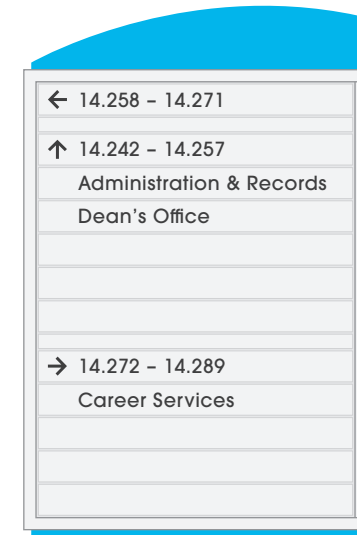 ← 14.258 – 14.271
↑ 14.242 – 14.257
Administration & Records
Dean's Office
→ 14.272 – 14.289
Career Services